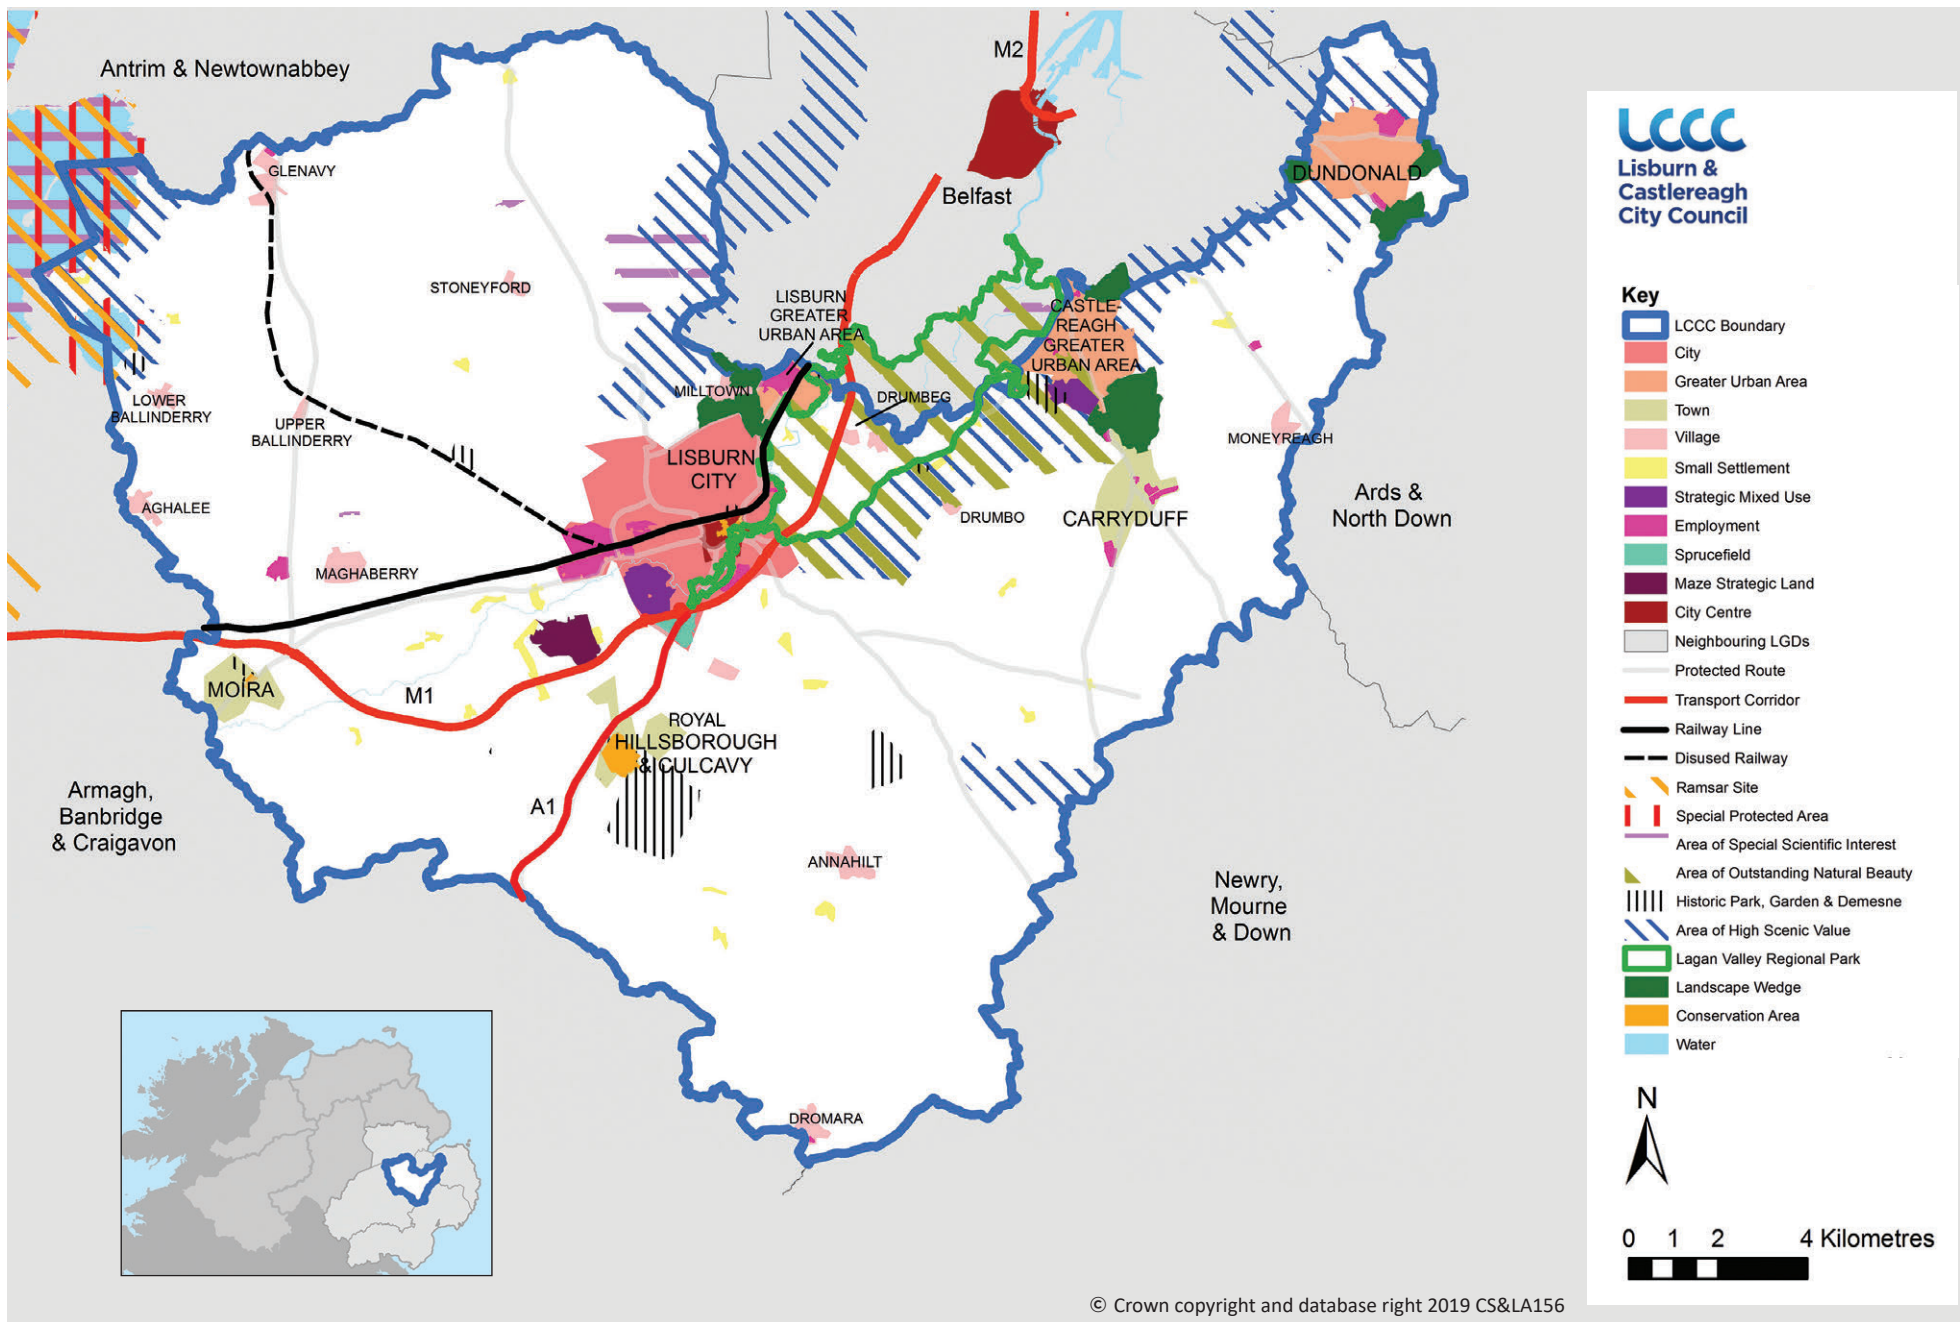 Antrim & Newtownabbey
M2
GLENAVY
DUNDONALD
Belfast
STONEYFORD
LISBURN
GREATER
URBAN AREA
CASTLE-
REAGH
GREATER
URBAN AREA
MILLTOWN
DRUMBEG
LOWER
BALLINDERRY
UPPER
BALLINDERRY
MONEYREAGH
LISBURN
CITY
AGHALEE
DRUMBO
CARRYDUFF
Ards &
North Down
MAGHABERRY
MOIRA
M1
ROYAL
HILLSBOROUGH
& CULCAVY
A1
Armagh,
Banbridge
& Craigavon
ANNAHILT
Newry,
Mourne
& Down
DROMARA
LCCC
Lisburn &
Castlereagh
City Council
Key
LCCC Boundary
City
Greater Urban Area
Town
Village
Small Settlement
Strategic Mixed Use
Employment
Sprucefield
Maze Strategic Land
City Centre
Neighbouring LGDs
Protected Route
Transport Corridor
Railway Line
Disused Railway
Ramsar Site
Special Protected Area
Area of Special Scientific Interest
Area of Outstanding Natural Beauty
Historic Park, Garden & Demesne
Area of High Scenic Value
Lagan Valley Regional Park
Landscape Wedge
Conservation Area
Water
N
0 1 2 4 Kilometres
© Crown copyright and database right 2019 CS&LA156